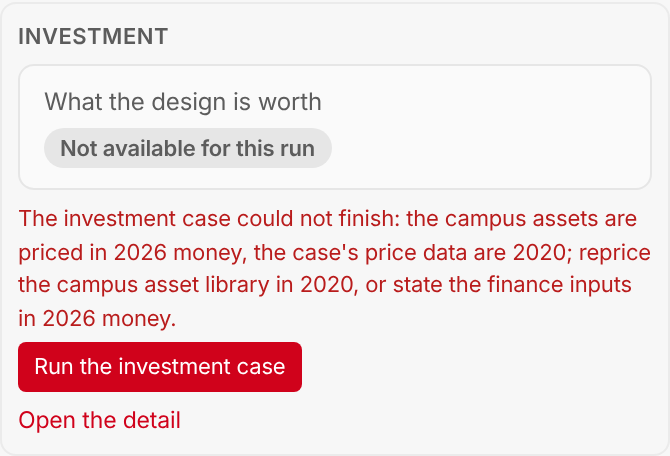 INVESTMENT
What the design is worth
Not available for this run
The investment case could not finish: the campus assets are
priced in 2026 money, the case's price data are 2020; reprice
the campus asset library in 2020, or state the finance inputs
in 2026 money.
Run the investment case
Open the detail